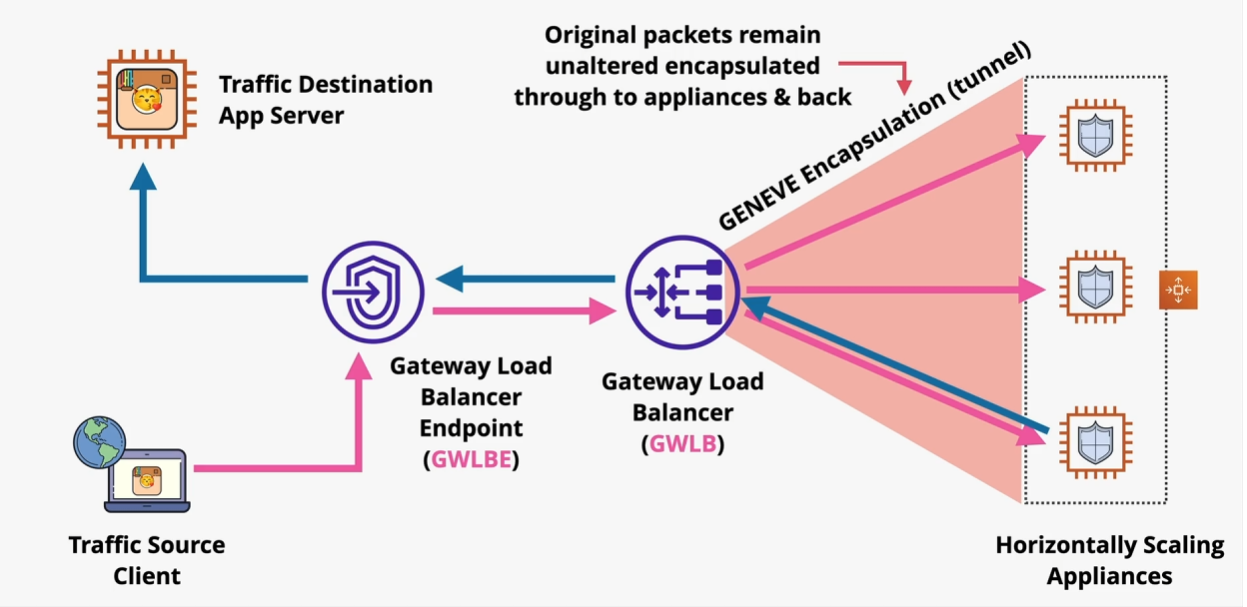 Original packets remain
unaltered encapsulated
through to appliances & back
Traffic Destination
App Server
GENEVE Encapsulation (tunnel)
Gateway Load
Balancer
Endpoint
(GWLBE)
Gateway Load
Balancer
(GWLB)
Traffic Source
Client
Horizontally Scaling
Appliances